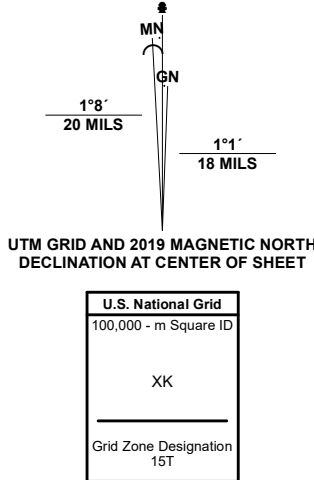 MN
GN
1°8´
20 MILS
1°1´
18 MILS
UTM GRID AND 2019 MAGNETIC NORTH
DECLINATION AT CENTER OF SHEET
U.S. National Grid
100,000 - m Square ID
XK
Grid Zone Designation
15T